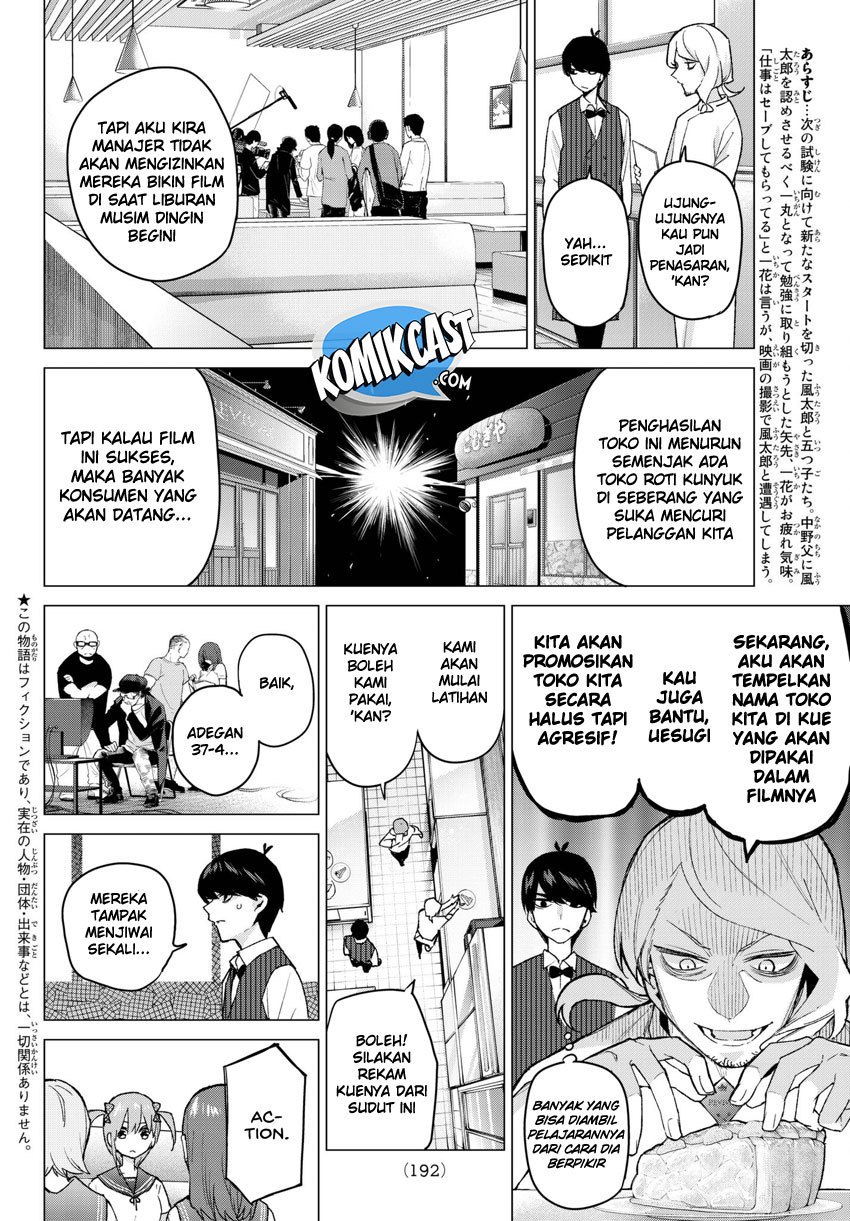 あらすじ…次の試験に向けて新たなスタートを切った風太郎と五つ子たち。中野父に風
太郎を認めさせるべく一丸となって勉強に取り組もうとした矢先、一花がお疲れ気味。
「仕事はセーブしてもらってる」と一花は言うが、映画の撮影で風太郎と遭遇してしまう。
UJUNG-
UJUNGNYA
KAU PUN
JADI
PENASARAN,
'KAN?
YAH...
SEDIKIT
TAPI AKU KIRA
MANAJER TIDAK
AKAN MENGIZINKAN
MEREKA BIKIN FILM
DI SAAT LIBURAN
MUSIM DINGIN
BEGINI
KOMIKCAST
.COM
PENGHASILAN
TOKO INI MENURUN
SEMENJAK ADA
TOKO ROTI KUNYUK
DI SEBERANG YANG
SUKA MENCURI
PELANGGAN KITA
TAPI KALAU FILM
INI SUKSES,
MAKA BANYAK
KONSUMEN YANG
AKAN DATANG...
SEKARANG,
AKU AKAN
TEMPELKAN
NAMA TOKO
KITA DI KUE
YANG AKAN
DIPAKAI
DALAM
FILMNYA
KAU
JUGA
BANTU,
UESUGI
KITA AKAN
PROMOSIKAN
TOKO KITA
SECARA
HALUS TAPI
AGRESIF!
BANYAK YANG
BISA DIAMBIL
PELAJARANNYA
DARI CARA DIA
BERPIKIR
KAMI
AKAN
MULAI
LATIHAN
KUENYA
BOLEH
KAMI
PAKAI,
'KAN?
BOLEH!
SILAKAN
REKAM
KUENYA DARI
SUDUT INI
BAIK,
ADEGAN
37-4...
MEREKA
TAMPAK
MENJIWAI
SEKALI...
AC-
TION.
★この物語はフィクションであり、実在の人物・団体・出来事などとは、一切関係ありません。
(192)